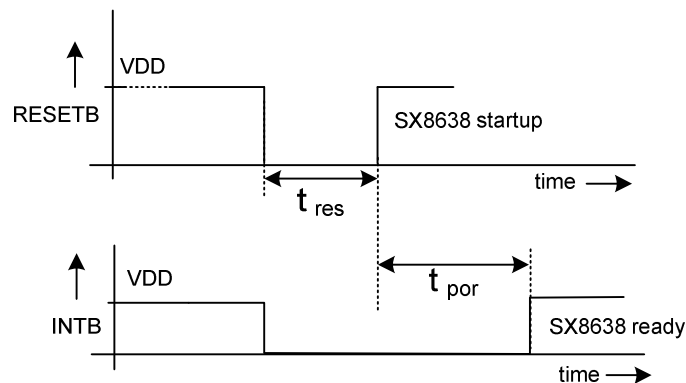 VDD
RESETB
SX8638 startup
time
t res
VDD
t por
INTB
SX8638 ready
time